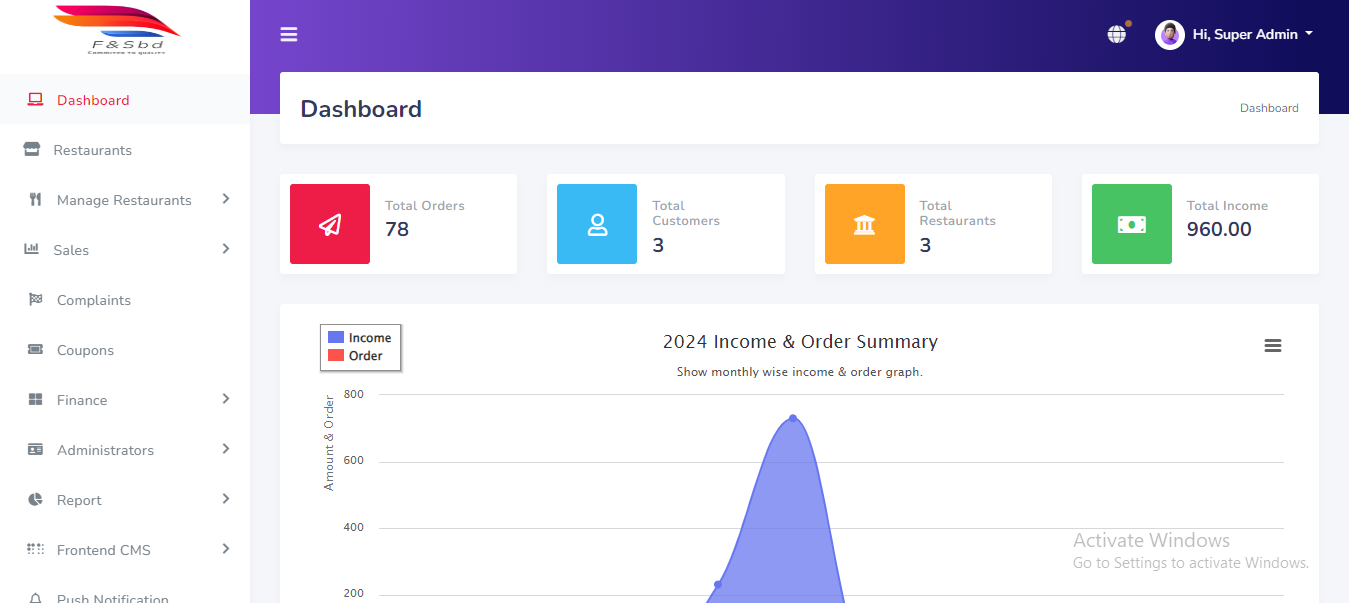 F&Sbd
Committed to quality
Hi, Super Admin
Dashboard
Dashboard
Dashboard
Restaurants
Manage Restaurants
Sales
Complaints
Coupons
Finance
Administrators
Report
Frontend CMS
Push Notification
Total Orders
78
Total
Customers
3
Total
Restaurants
3
Total Income
960.00
Income
Order
2024 Income & Order Summary
Show monthly wise income & order graph.
Amount & Order
800
600
400
200
Activate Windows
Go to Settings to activate Windows.